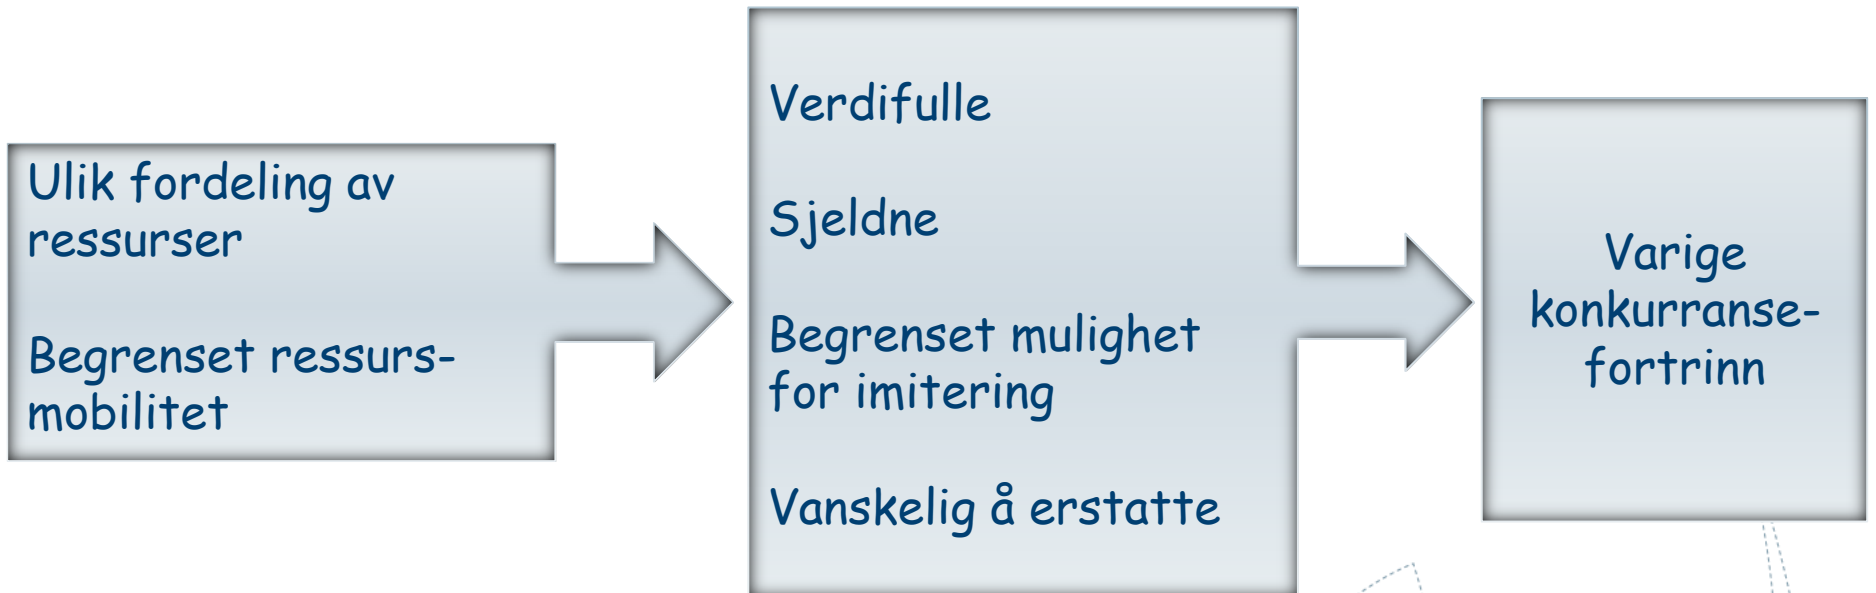 Ulik fordeling av
ressurser
Begrenset ressurs-
mobilitet
Verdifulle
Sjeldne
Begrenset mulighet
for imitering
Vanskelig å erstatte
Varige
konkurranse-
fortrinn